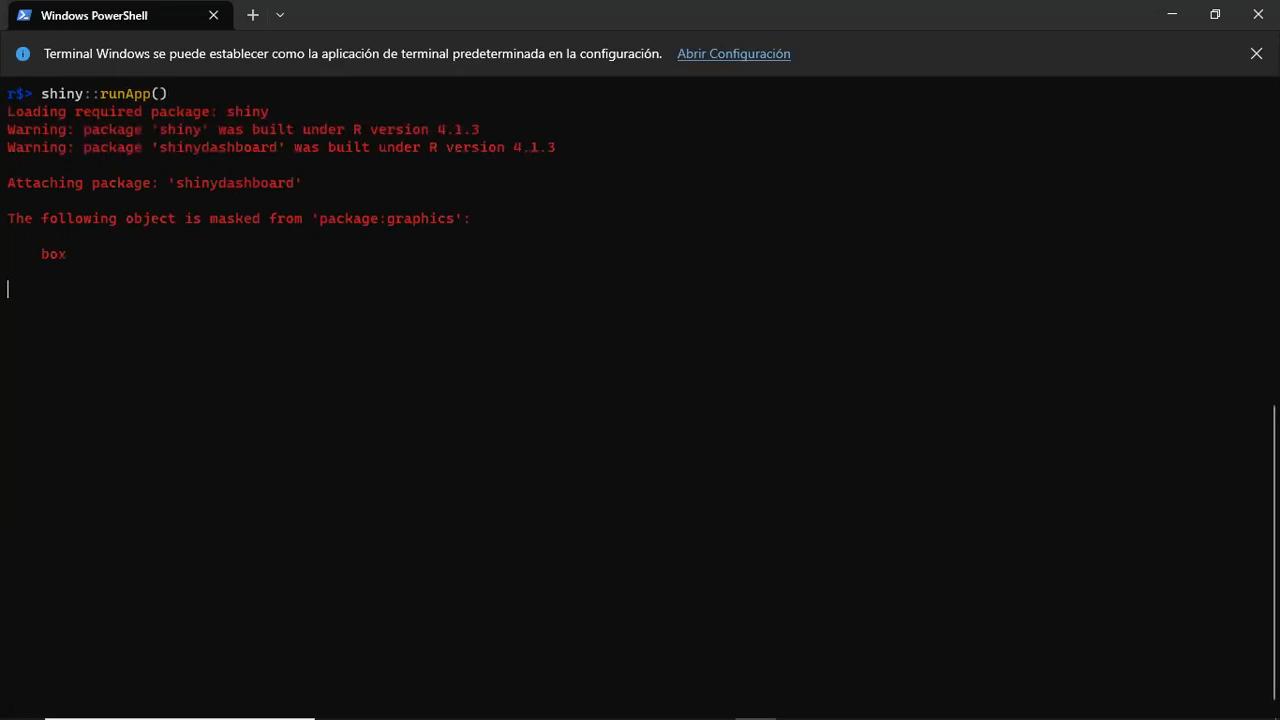 Windows PowerShell
Terminal Windows se puede establecer como la aplicación de terminal predeterminada en la configuración. Abrir Configuración
r$> shiny::runApp()
Loading required package: shiny
Warning: package 'shiny' was built under R version 4.1.3
Warning: package 'shinydashboard' was built under R version 4.1.3
Attaching package: 'shinydashboard'
The following object is masked from 'package:graphics':
box